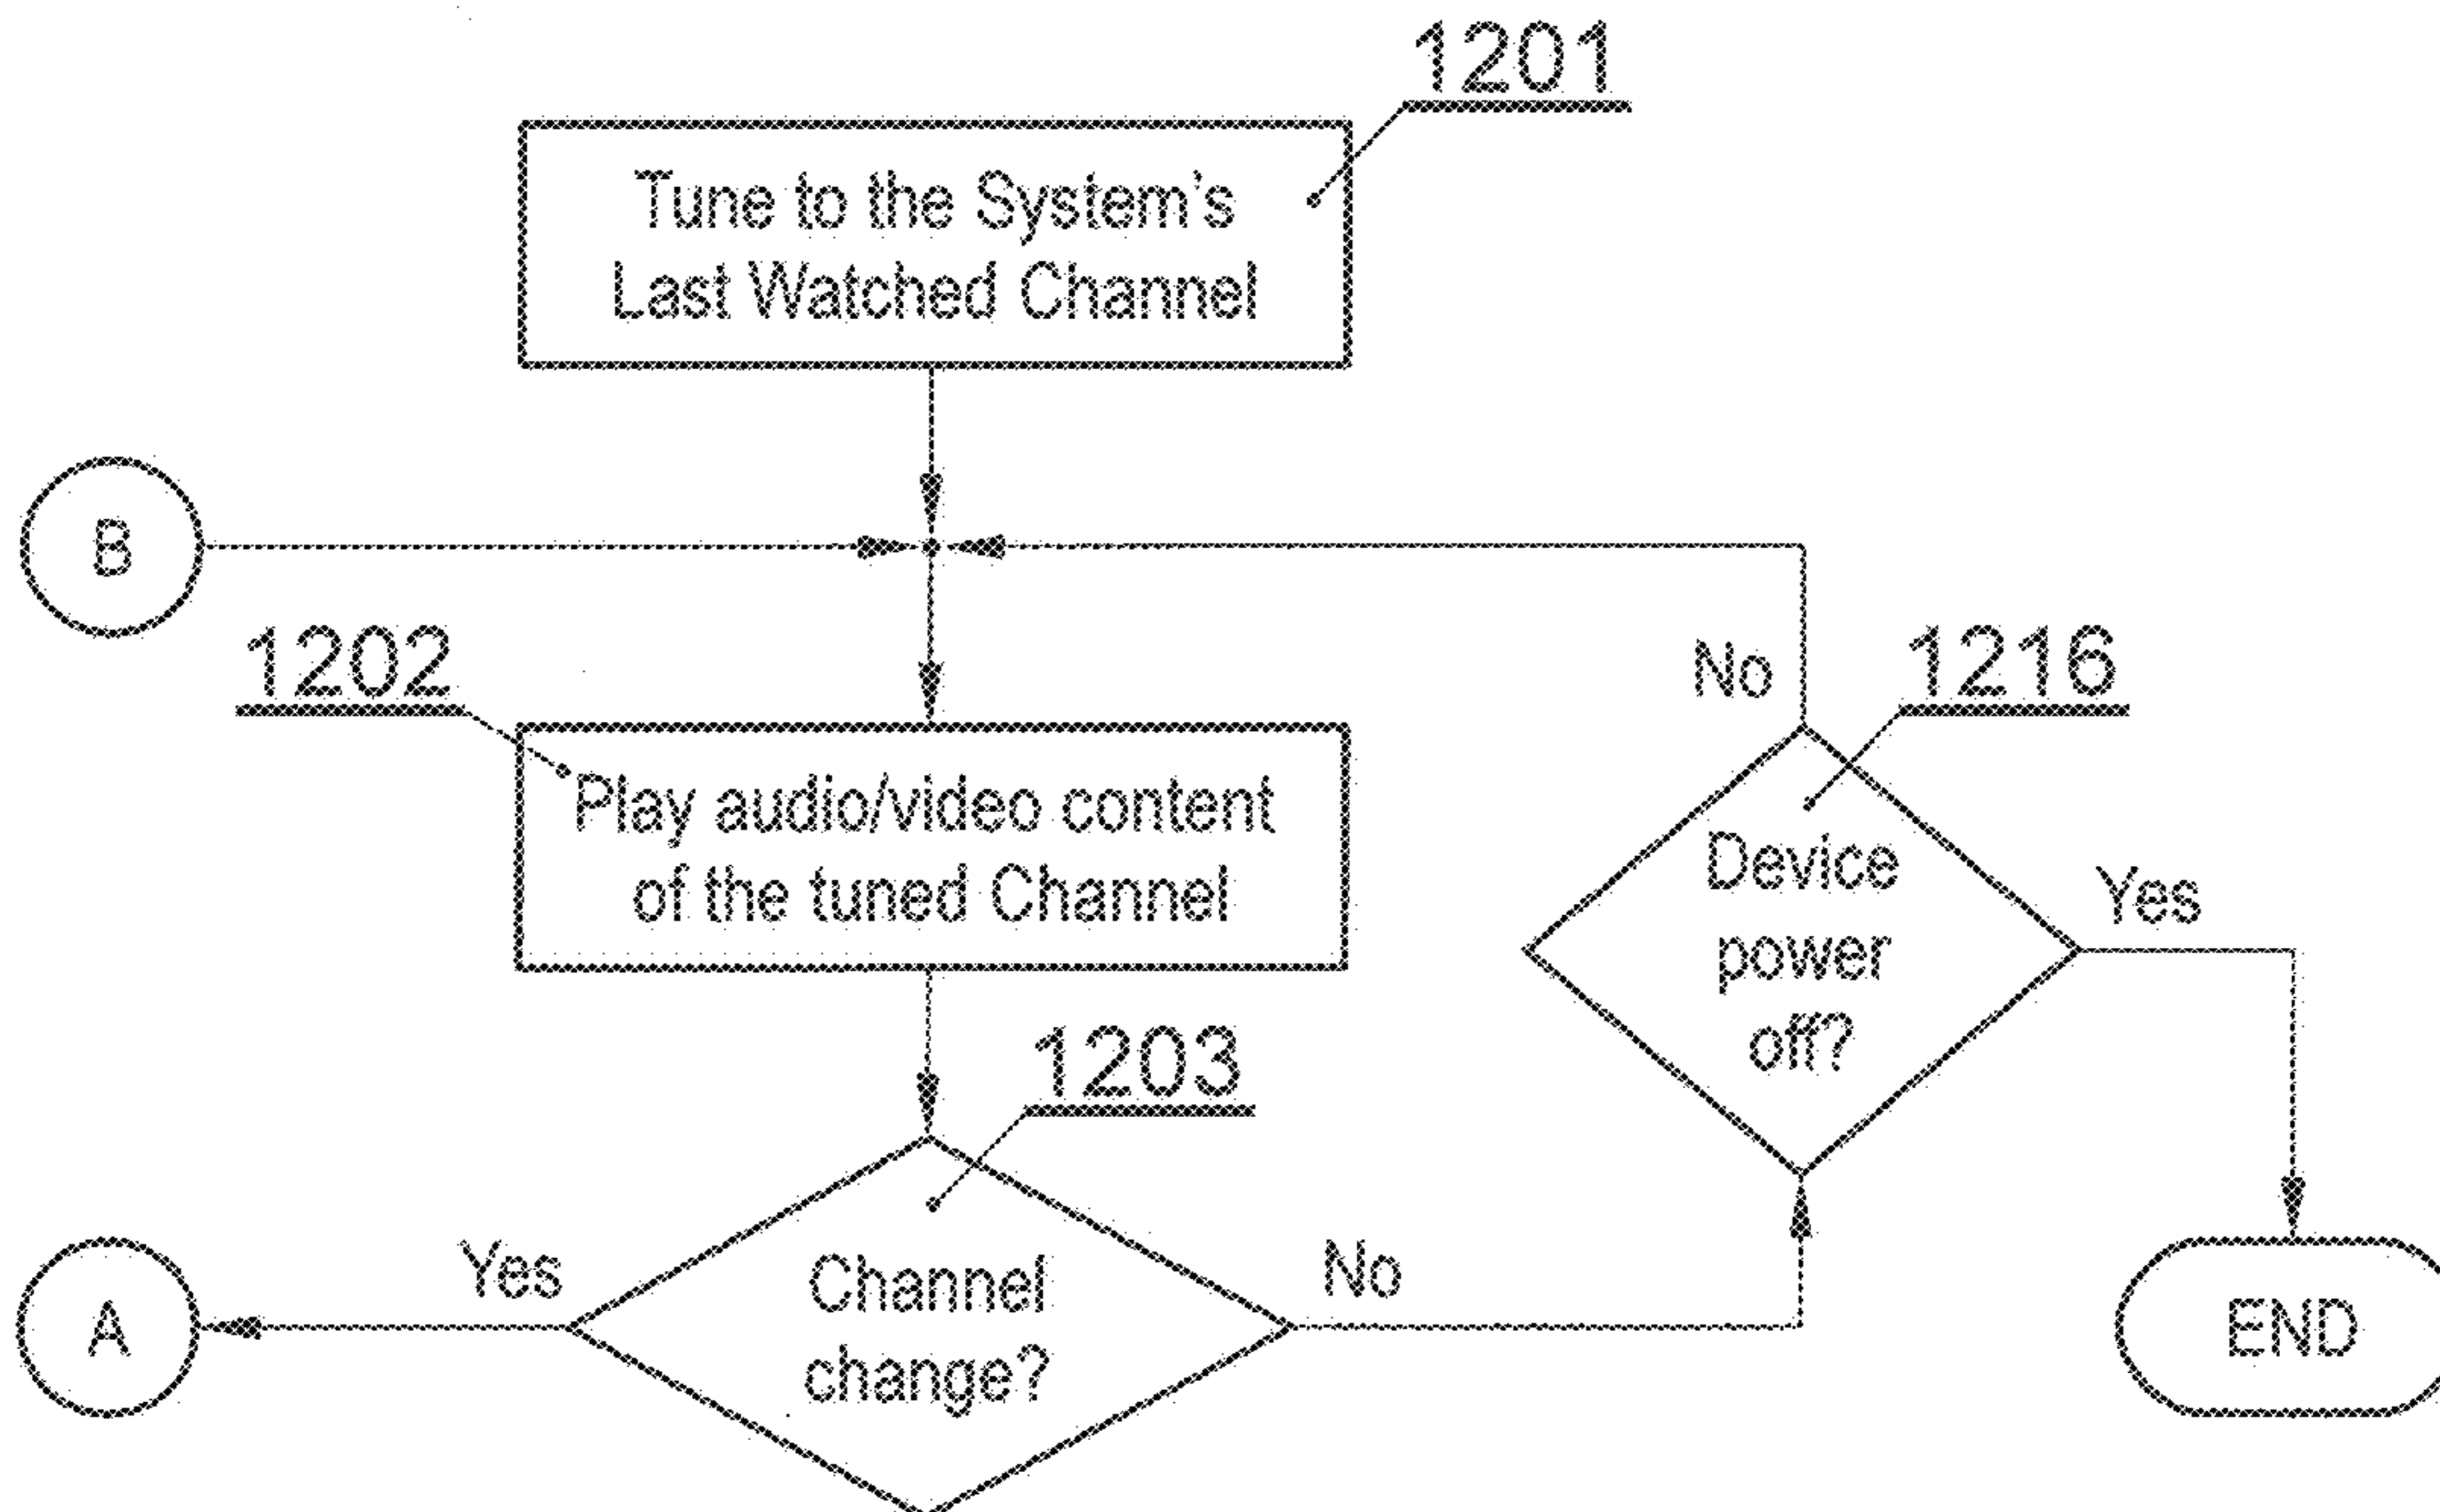 1201
Tune to the System's
Last Watched Channel
B
1202
No
1216
Play audio/video content
of the tuned Channel
Device
power
off?
Yes
1203
Yes
Channel
change?
No
A
END